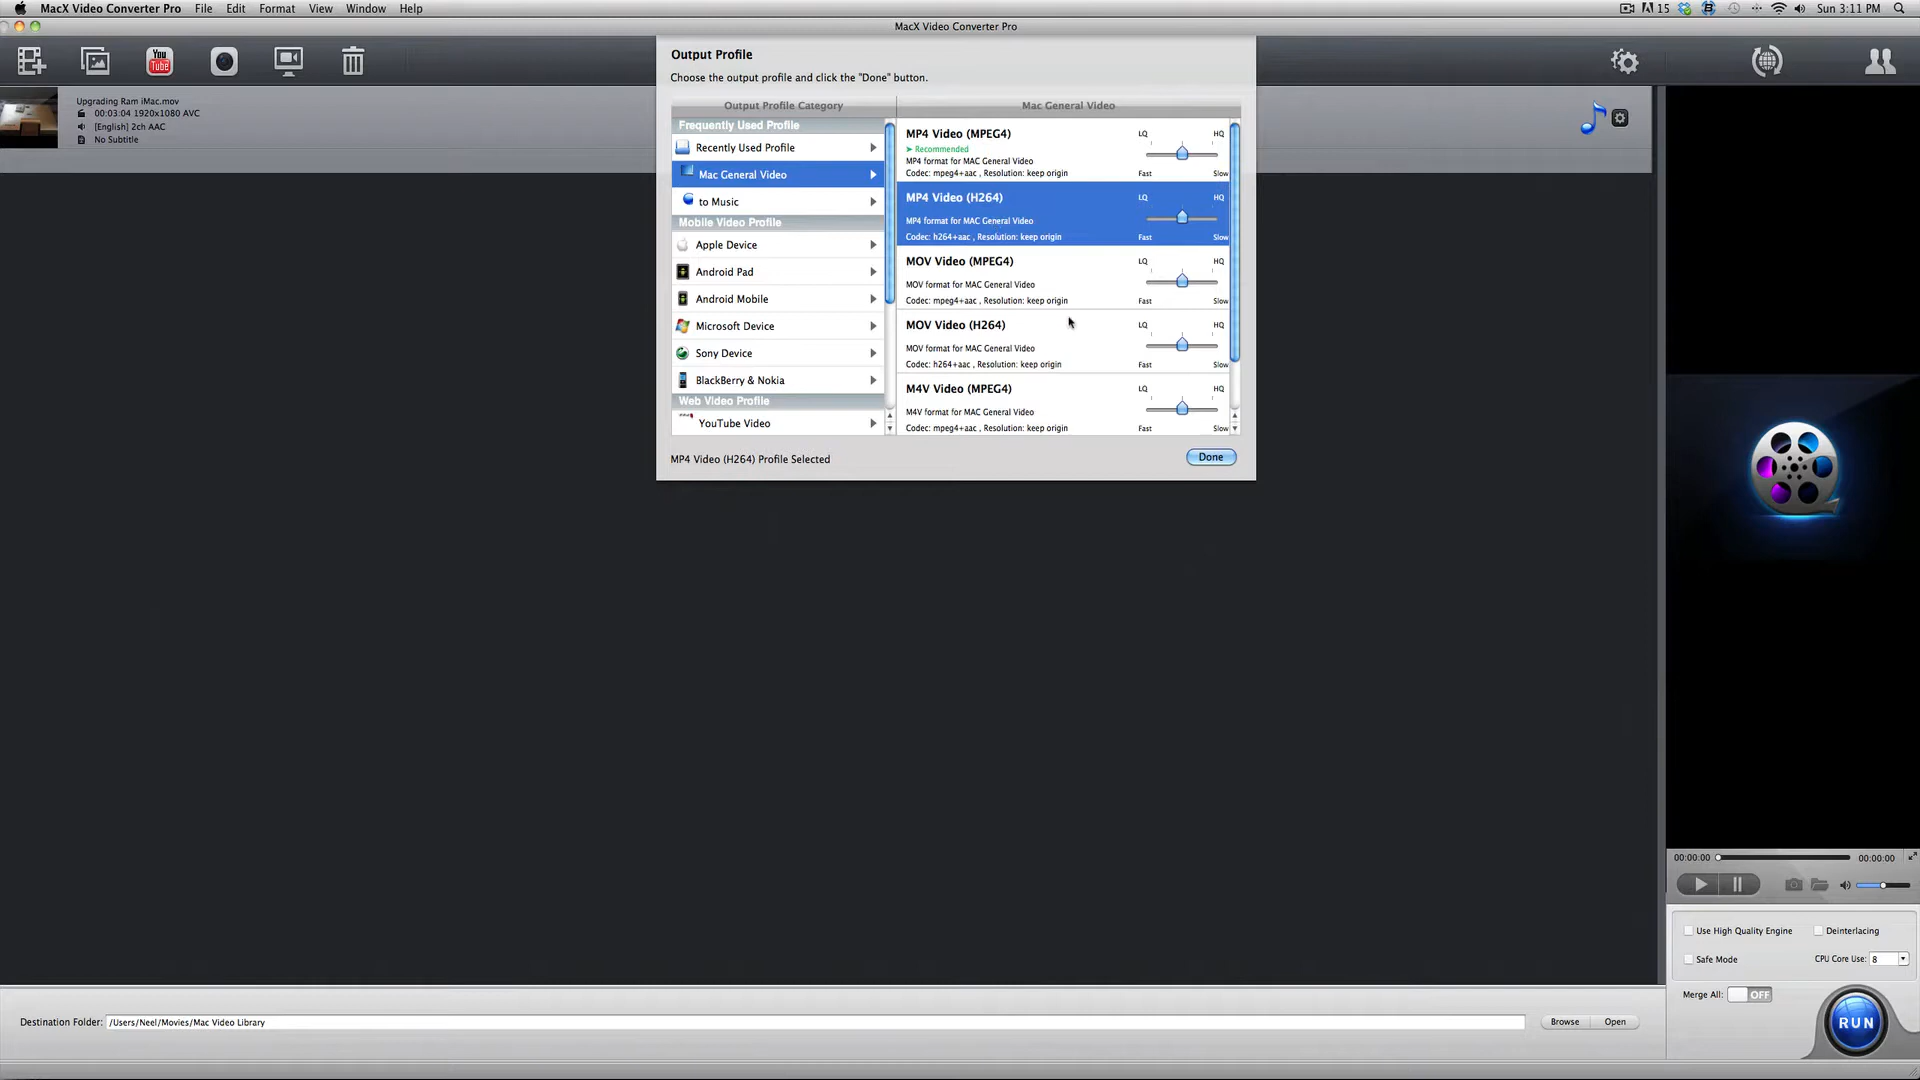 MacX Video Converter Pro File Edit Format View Window Help 15 Sun 3:11 PM
MacX Video Converter Pro
You Tube
Upgrading Ram iMac.mov
00:03:04 1920x1080 AVC
[English] 2ch AAC
No Subtitle
Output Profile
Choose the output profile and click the "Done" button.
Output Profile Category
Frequently Used Profile
Recently Used Profile
Mac General Video
to Music
Mobile Video Profile
Apple Device
Android Pad
Android Mobile
Microsoft Device
Sony Device
BlackBerry & Nokia
Web Video Profile
YouTube Video
Mac General Video
MP4 Video (MPEG4) LQ HQ
Recommended
MP4 format for MAC General Video
Codec: mpeg4+aac , Resolution: keep origin Fast Slow
MP4 Video (H264) LQ HQ
MP4 format for MAC General Video
Codec: h264+aac , Resolution: keep origin Fast Slow
MOV Video (MPEG4) LQ HQ
MOV format for MAC General Video
Codec: mpeg4+aac , Resolution: keep origin Fast Slow
MOV Video (H264) LQ HQ
MOV format for MAC General Video
Codec: h264+aac , Resolution: keep origin Fast Slow
M4V Video (MPEG4) LQ HQ
M4V format for MAC General Video
Codec: mpeg4+aac , Resolution: keep origin Fast Slow
MP4 Video (H264) Profile Selected
Done
00:00:00 00:00:00
Use High Quality Engine Deinterlacing
Safe Mode CPU Core Use: 8
Merge All: OFF
RUN
Destination Folder: /Users/Neel/Movies/Mac Video Library Browse Open